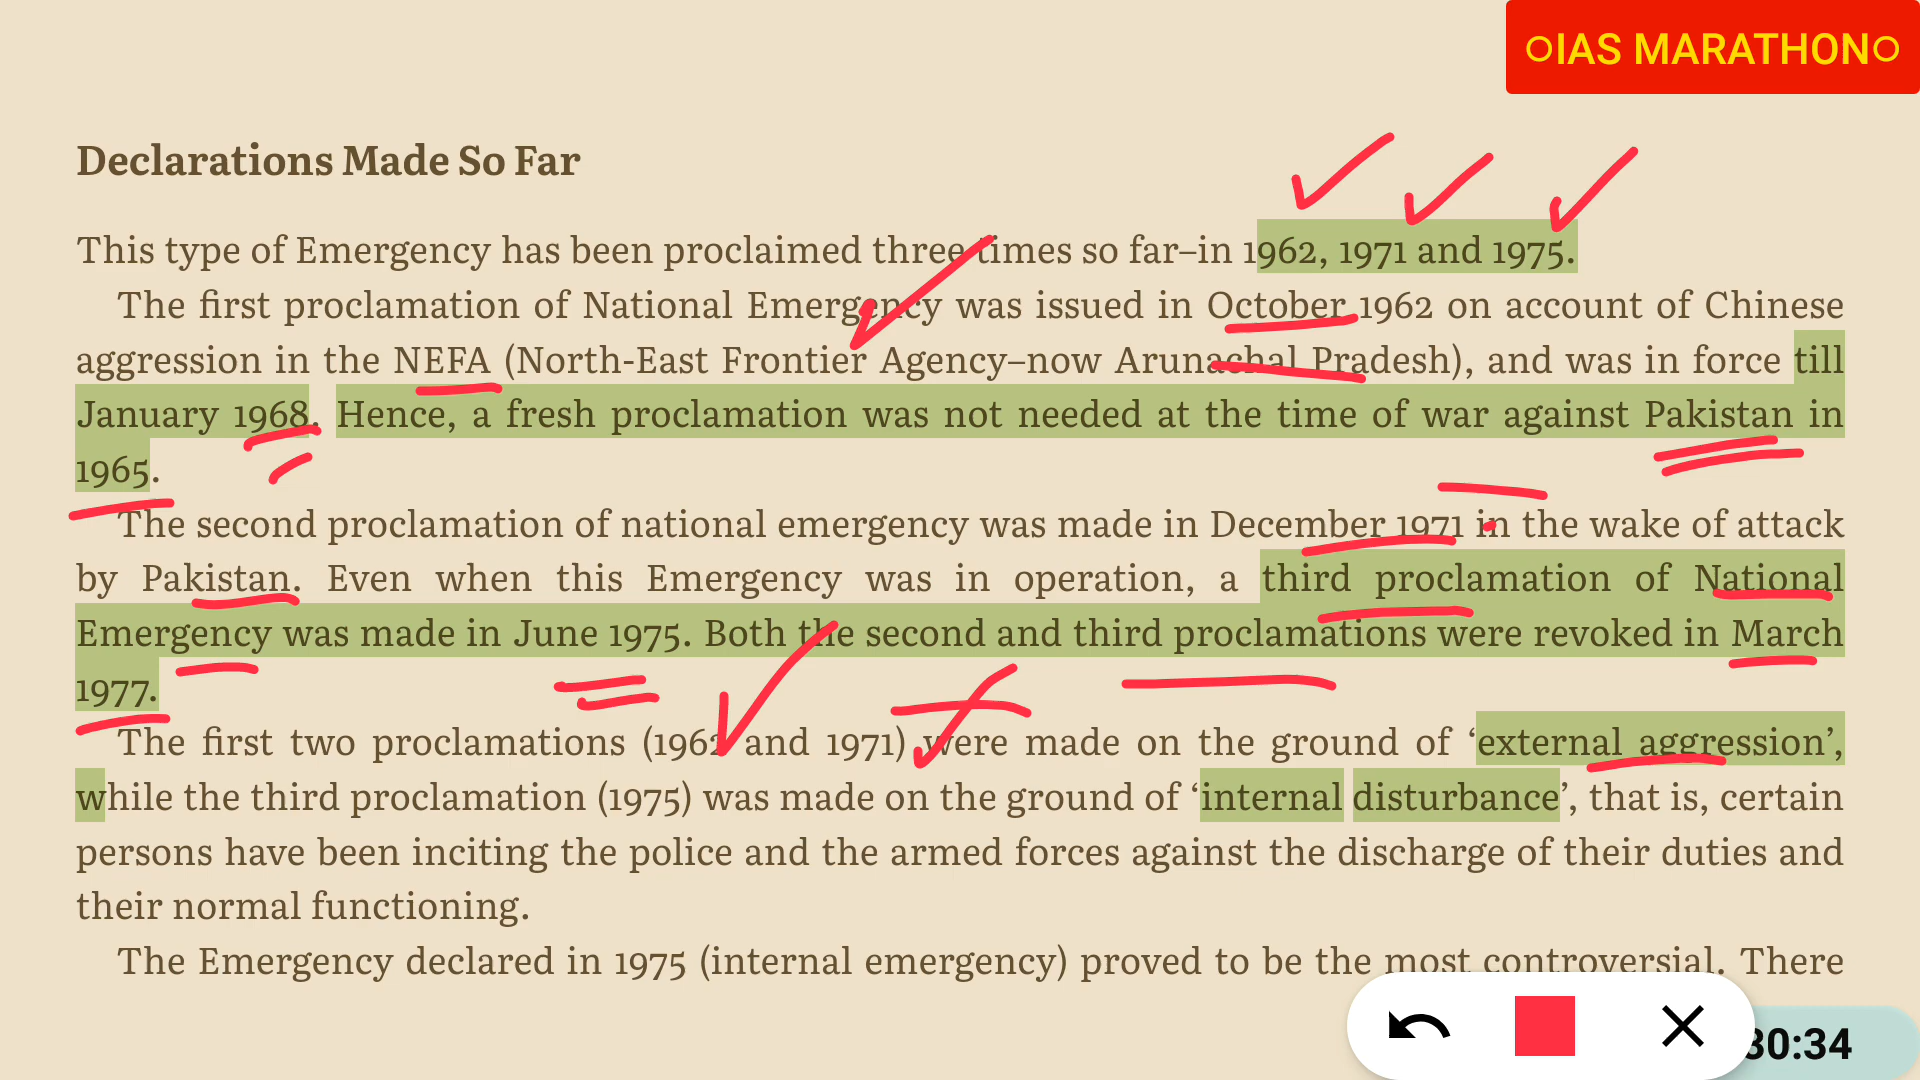 ○IAS MARATHON○
Declarations Made So Far
This type of Emergency has been proclaimed three times so far–in 1962, 1971 and 1975.
The first proclamation of National Emergency was issued in October 1962 on account of Chinese
aggression in the NEFA (North-East Frontier Agency–now Arunachal Pradesh), and was in force till
January 1968. Hence, a fresh proclamation was not needed at the time of war against Pakistan in
1965.
The second proclamation of national emergency was made in December 1971 in the wake of attack
by Pakistan. Even when this Emergency was in operation, a third proclamation of National
Emergency was made in June 1975. Both the second and third proclamations were revoked in March
1977.
The first two proclamations (1962 and 1971) were made on the ground of ‘external aggression’,
while the third proclamation (1975) was made on the ground of ‘internal disturbance’, that is, certain
persons have been inciting the police and the armed forces against the discharge of their duties and
their normal functioning.
The Emergency declared in 1975 (internal emergency) proved to be the most controversial. There
30:34